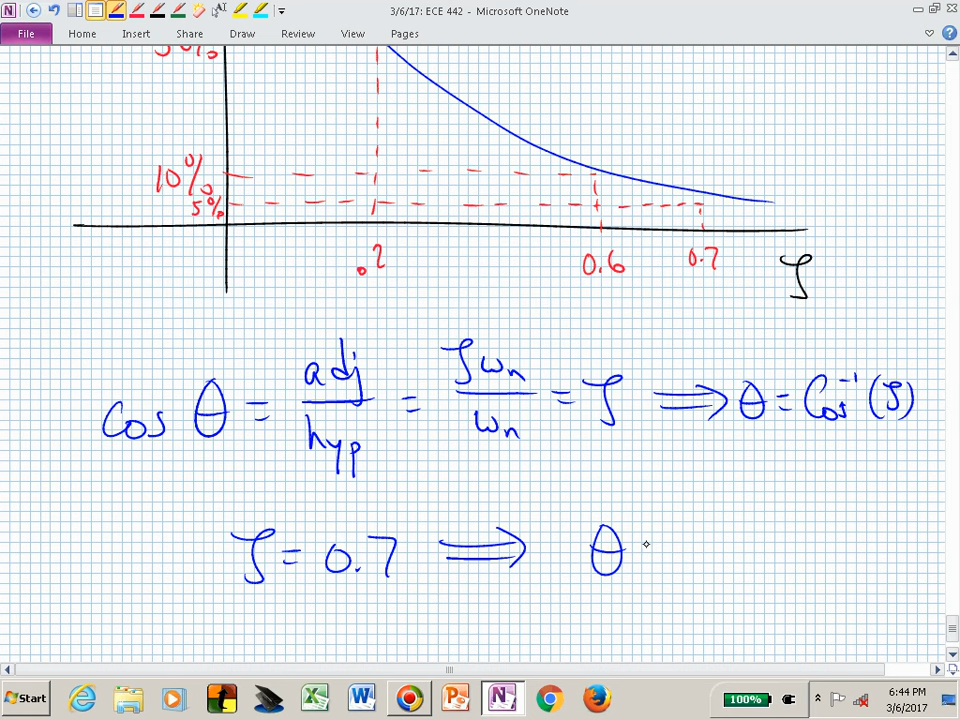 3/6/17: ECE 442 - Microsoft OneNote
File Home Insert Share Draw Review View Pages
10%
5%
.2 0.6 0.7 ζ
Cos θ = adj/hyp = ζωn/ωn = ζ ⟹ θ = Cos⁻¹(ζ)
ζ = 0.7 ⟹ θ
Start 100% 6:44 PM
3/6/2017